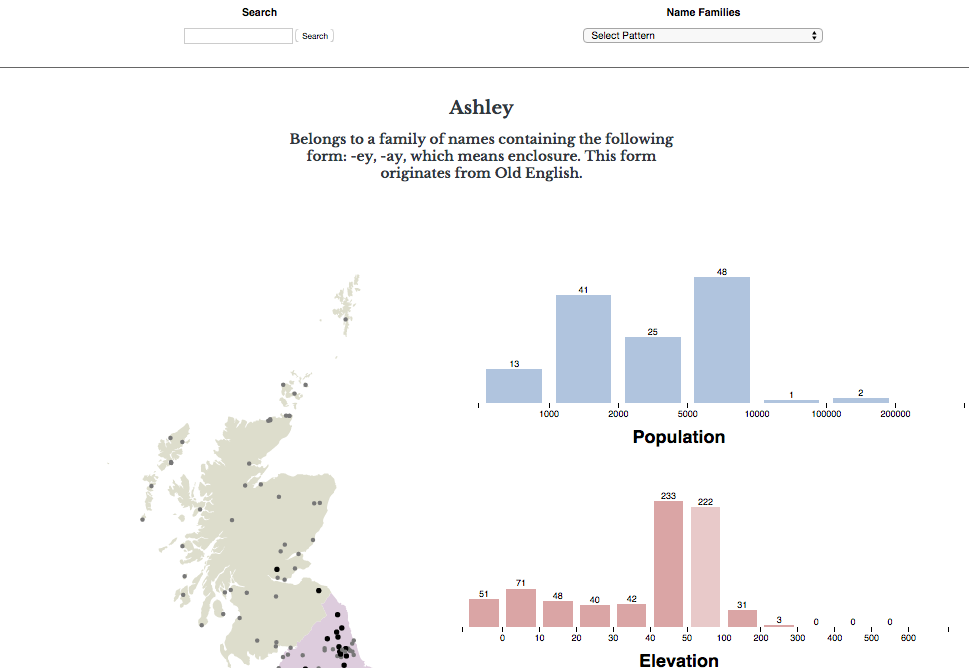 Search
Name Families
Search
Select Pattern
Ashley
Belongs to a family of names containing the following
form: -ey, -ay, which means enclosure. This form
originates from Old English.
48
41
25
13
1
2
1000 2000 5000 10000 100000 200000
Population
233
222
71
51
48
40
42
31
3
0 0 0
0 10 20 30 40 50 100 200 300 400 500 600
Elevation